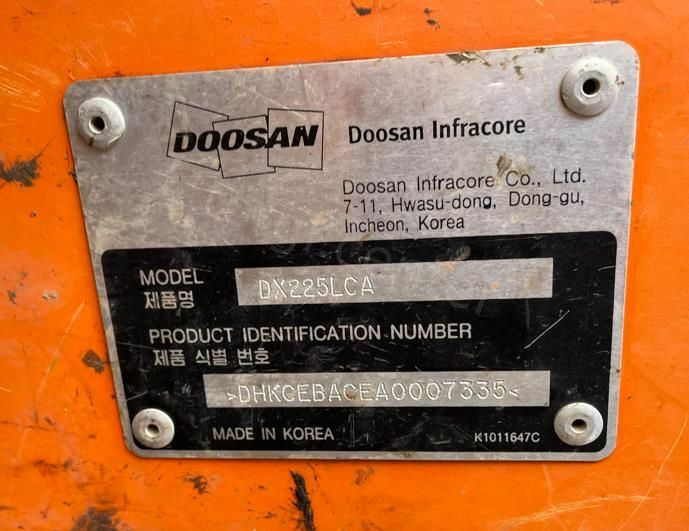 DOOSAN Doosan Infracore
Doosan Infracore Co., Ltd.
7-11, Hwasu-dong, Dong-gu,
Incheon, Korea
MODEL DX225LCA
제품명
PRODUCT IDENTIFICATION NUMBER
제품 식별 번호
>DHKCEBACEA0007335<
MADE IN KOREA K1011647C